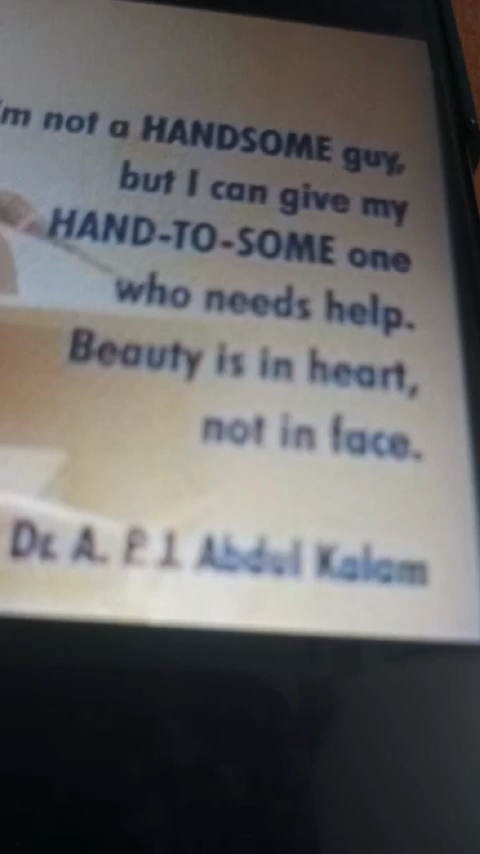 'm not a HANDSOME guy,
but I can give my
HAND-TO-SOME one
who needs help.
Beauty is in heart,
not in face.
Dr. A. P. J. Abdul Kalam